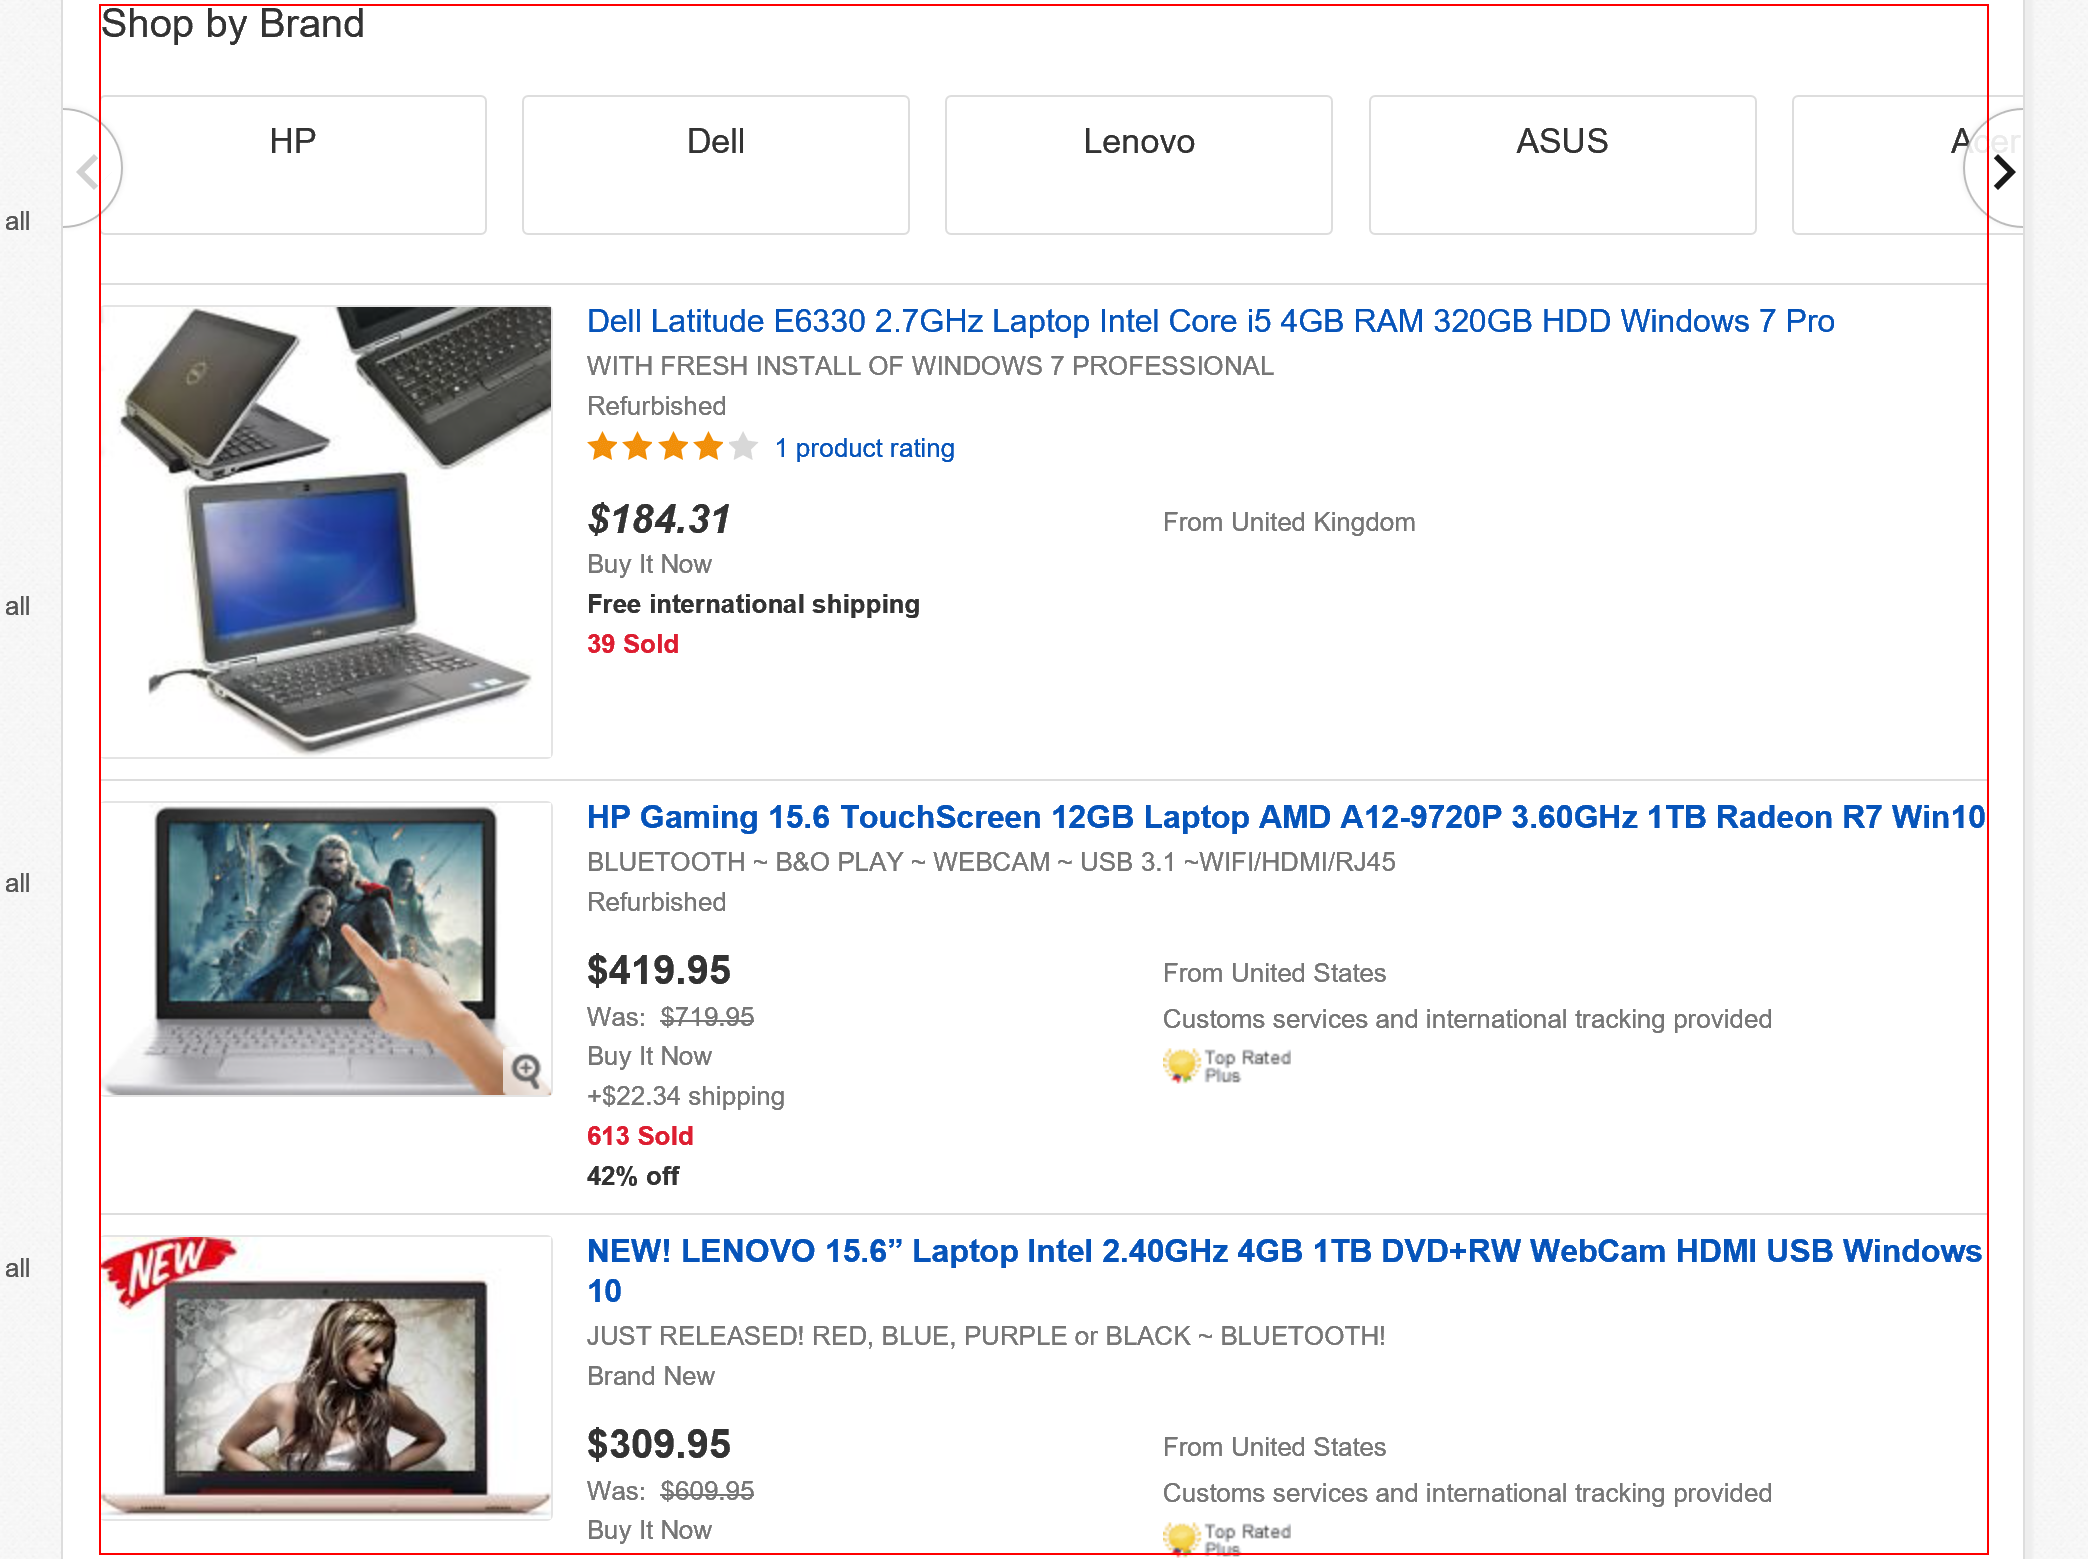 Shop by Brand
HP
Dell
Lenovo
ASUS
Acer
all
all
all
all
Dell Latitude E6330 2.7GHz Laptop Intel Core i5 4GB RAM 320GB HDD Windows 7 Pro
WITH FRESH INSTALL OF WINDOWS 7 PROFESSIONAL
Refurbished
1 product rating
$184.31
From United Kingdom
Buy It Now
Free international shipping
39 Sold
HP Gaming 15.6 TouchScreen 12GB Laptop AMD A12-9720P 3.60GHz 1TB Radeon R7 Win10
BLUETOOTH ~ B&O PLAY ~ WEBCAM ~ USB 3.1 ~WIFI/HDMI/RJ45
Refurbished
$419.95
From United States
Was: $719.95
Customs services and international tracking provided
Buy It Now
Top Rated
Plus
+$22.34 shipping
613 Sold
42% off
NEW
NEW! LENOVO 15.6” Laptop Intel 2.40GHz 4GB 1TB DVD+RW WebCam HDMI USB Windows
10
JUST RELEASED! RED, BLUE, PURPLE or BLACK ~ BLUETOOTH!
Brand New
$309.95
From United States
Was: $609.95
Customs services and international tracking provided
Buy It Now
Top Rated
Plus